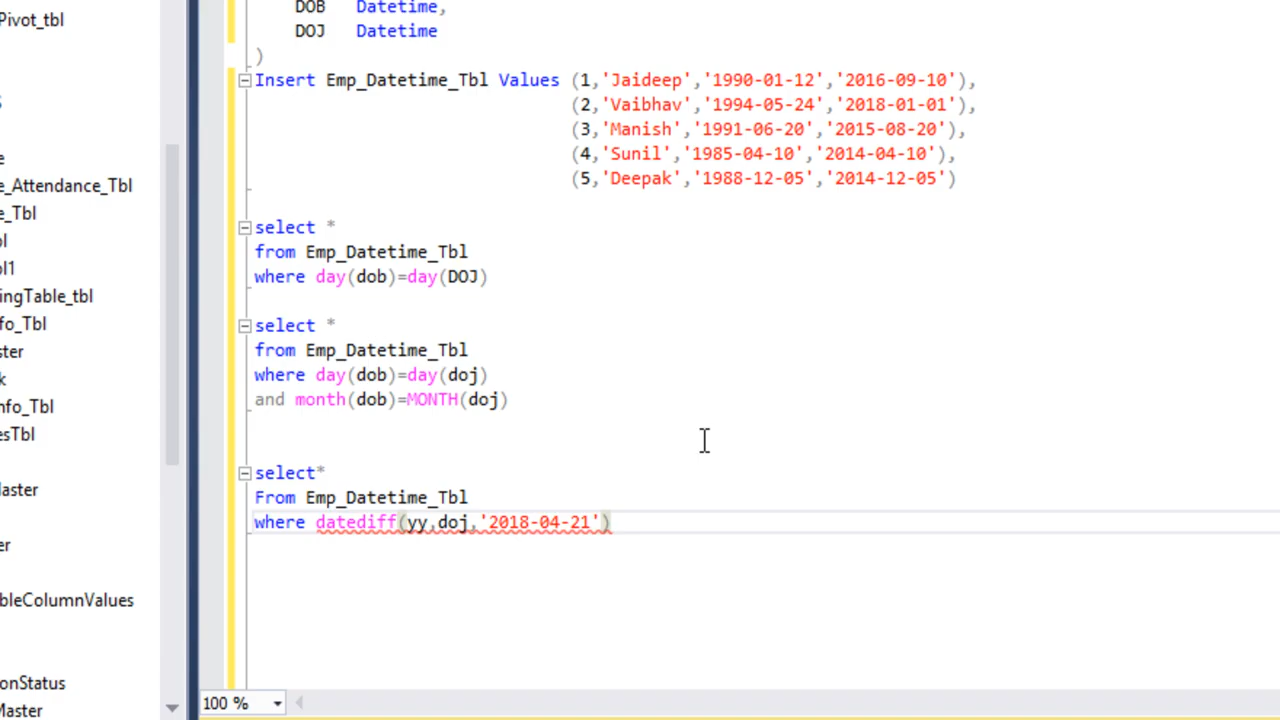 Pivot_tbl
e
e_Attendance_Tbl
e_Tbl
ol
ol1
ingTable_tbl
fo_Tbl
ster
k
nfo_Tbl
esTbl
Master
er
bleColumnValues
onStatus
Master
DOB Datetime,
DOJ Datetime
)
Insert Emp_Datetime_Tbl Values (1,'Jaideep','1990-01-12','2016-09-10'),
(2,'Vaibhav','1994-05-24','2018-01-01'),
(3,'Manish','1991-06-20','2015-08-20'),
(4,'Sunil','1985-04-10','2014-04-10'),
(5,'Deepak','1988-12-05','2014-12-05')
select *
from Emp_Datetime_Tbl
where day(dob)=day(DOJ)
select *
from Emp_Datetime_Tbl
where day(dob)=day(doj)
and month(dob)=MONTH(doj)
select*
From Emp_Datetime_Tbl
where datediff(yy,doj,'2018-04-21')
100 %